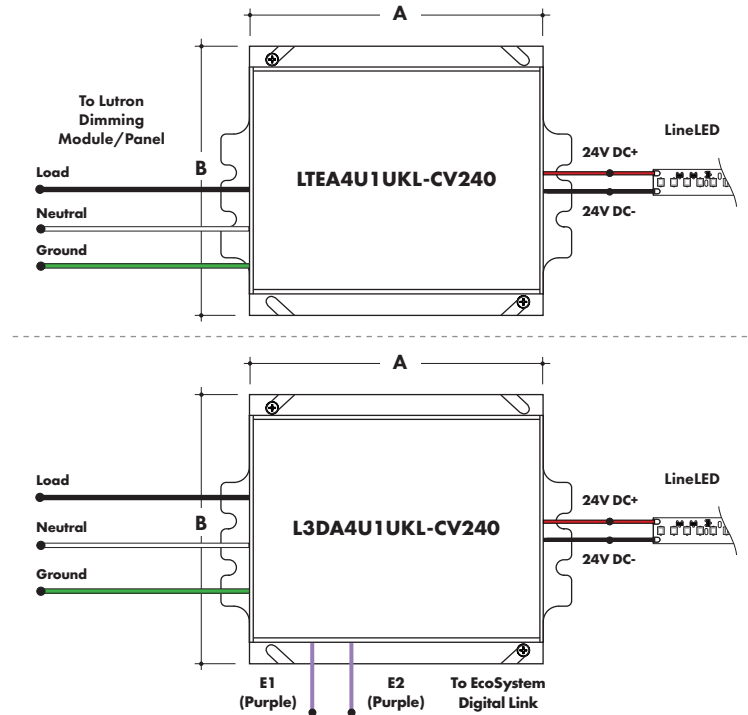 A
To Lutron
Dimming
Module/Panel
LineLED
24V DC+
Load
B
LTEA4U1UKL-CV240
Neutral
24V DC-
Ground
A
Load
LineLED
24V DC+
Neutral
B
L3DA4U1UKL-CV240
24V DC-
Ground
E1
(Purple)
E2
(Purple)
To EcoSystem
Digital Link